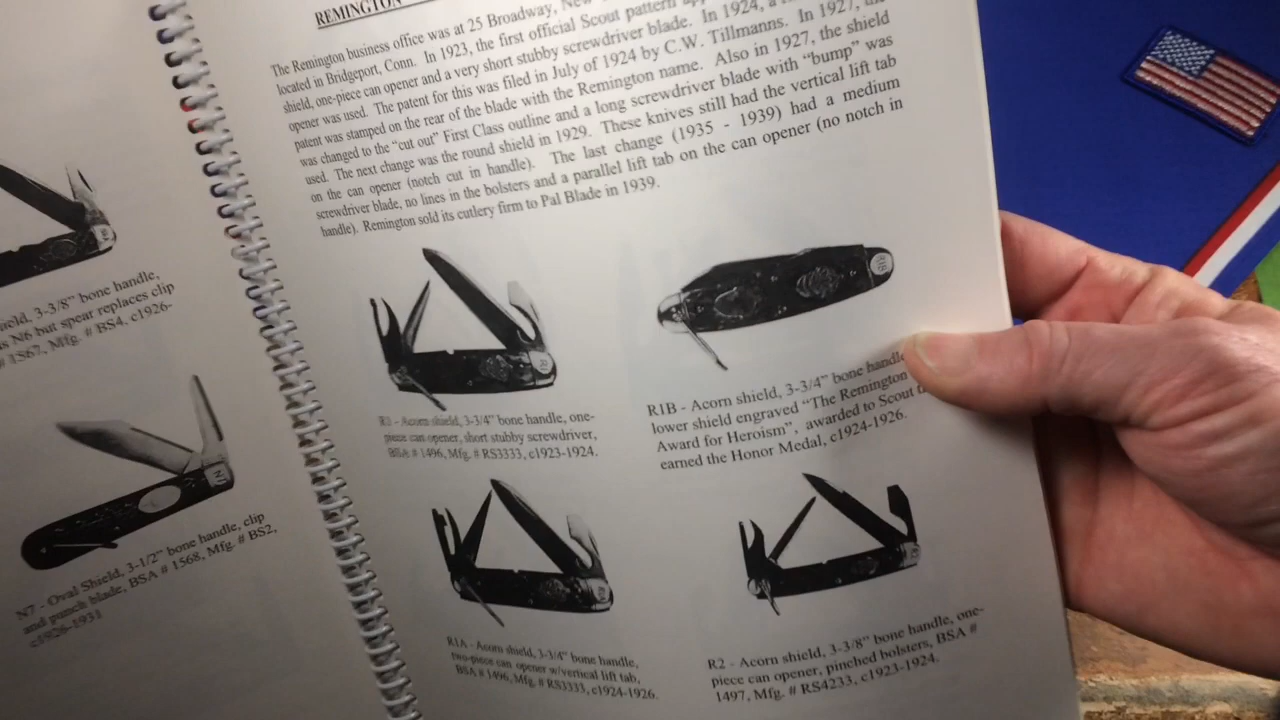 shield, 3-3/8" bone handle,
N6 but spear replaces clip
# 1567, Mfg. # BS4, c1926-
N7 - Oval Shield, 3-1/2" bone handle, clip
and punch blade, BSA # 1568, Mfg. # BS2,
c1926-1931
REMINGTON
The Remington business office was at 25 Broadway, New
located in Bridgeport, Conn. In 1923, the first official Scout pattern
shield, one-piece can opener and a very short stubby screwdriver blade. In 1924, a
opener was used. The patent for this was filed in July of 1924 by C.W. Tillmanns. In 1927, the
patent was stamped on the rear of the blade with the Remington name. Also in 1927, the shield
was changed to the "cut out" First Class outline and a long screwdriver blade with "bump" was
used. The next change was the round shield in 1929. These knives still had the vertical lift tab
on the can opener (notch cut in handle). The last change (1935 - 1939) had a medium
screwdriver blade, no lines in the bolsters and a parallel lift tab on the can opener (no notch in
handle). Remington sold its cutlery firm to Pal Blade in 1939.
R1 - Acorn shield, 3-3/4" bone handle, one-
piece can opener, short stubby screwdriver,
BSA # 1496, Mfg. # RS3333, c1923-1924.
R1B - Acorn shield, 3-3/4" bone handle
lower shield engraved "The Remington
Award for Heroism", awarded to Scout
earned the Honor Medal, c1924-1926.
R1A - Acorn shield, 3-3/4" bone handle,
two-piece can opener w/vertical lift tab,
BSA # 1496, Mfg. # RS3333, c1924-1926.
R2 - Acorn shield, 3-3/8" bone handle, one-
piece can opener, pinched bolsters, BSA #
1497, Mfg. # RS4233, c1923-1924.